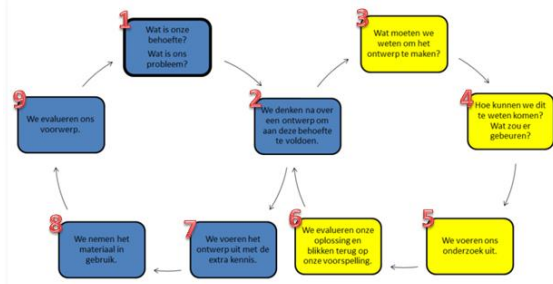 1
Wat is onze
behoefte?
Wat is ons
probleem?
2
We denken na over
een ontwerp om
aan deze behoefte
te voldoen.
3
Wat moeten we
weten om het
ontwerp te maken?
4
Hoe kunnen we dit
te weten komen?
Wat zou er
gebeuren?
5
We voeren ons
onderzoek uit.
6
We evalueren onze
oplossing en
blikken terug op
onze voorspelling.
7
We voeren het
ontwerp uit met de
extra kennis.
8
We nemen het
materiaal in
gebruik.
9
We evalueren ons
voorwerp.